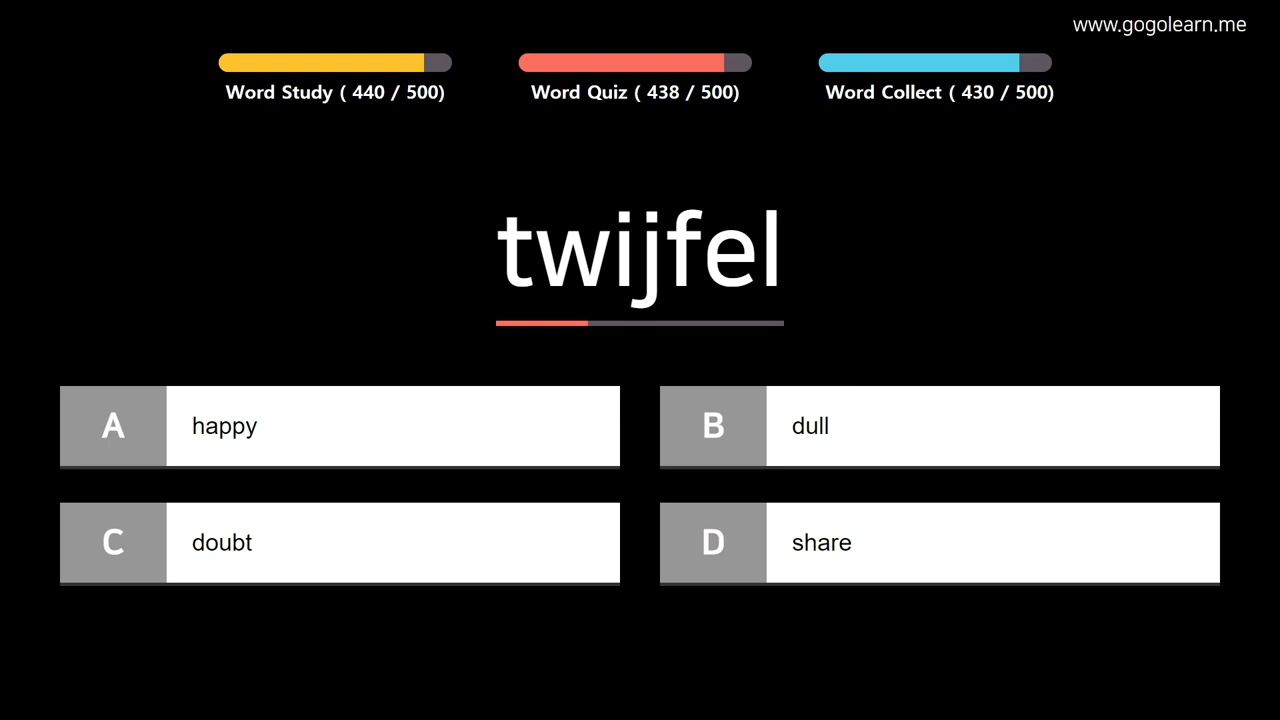 www.gogolearn.me
Word Study ( 440 / 500)
Word Quiz ( 438 / 500)
Word Collect ( 430 / 500)
twijfel
A happy
B dull
C doubt
D share